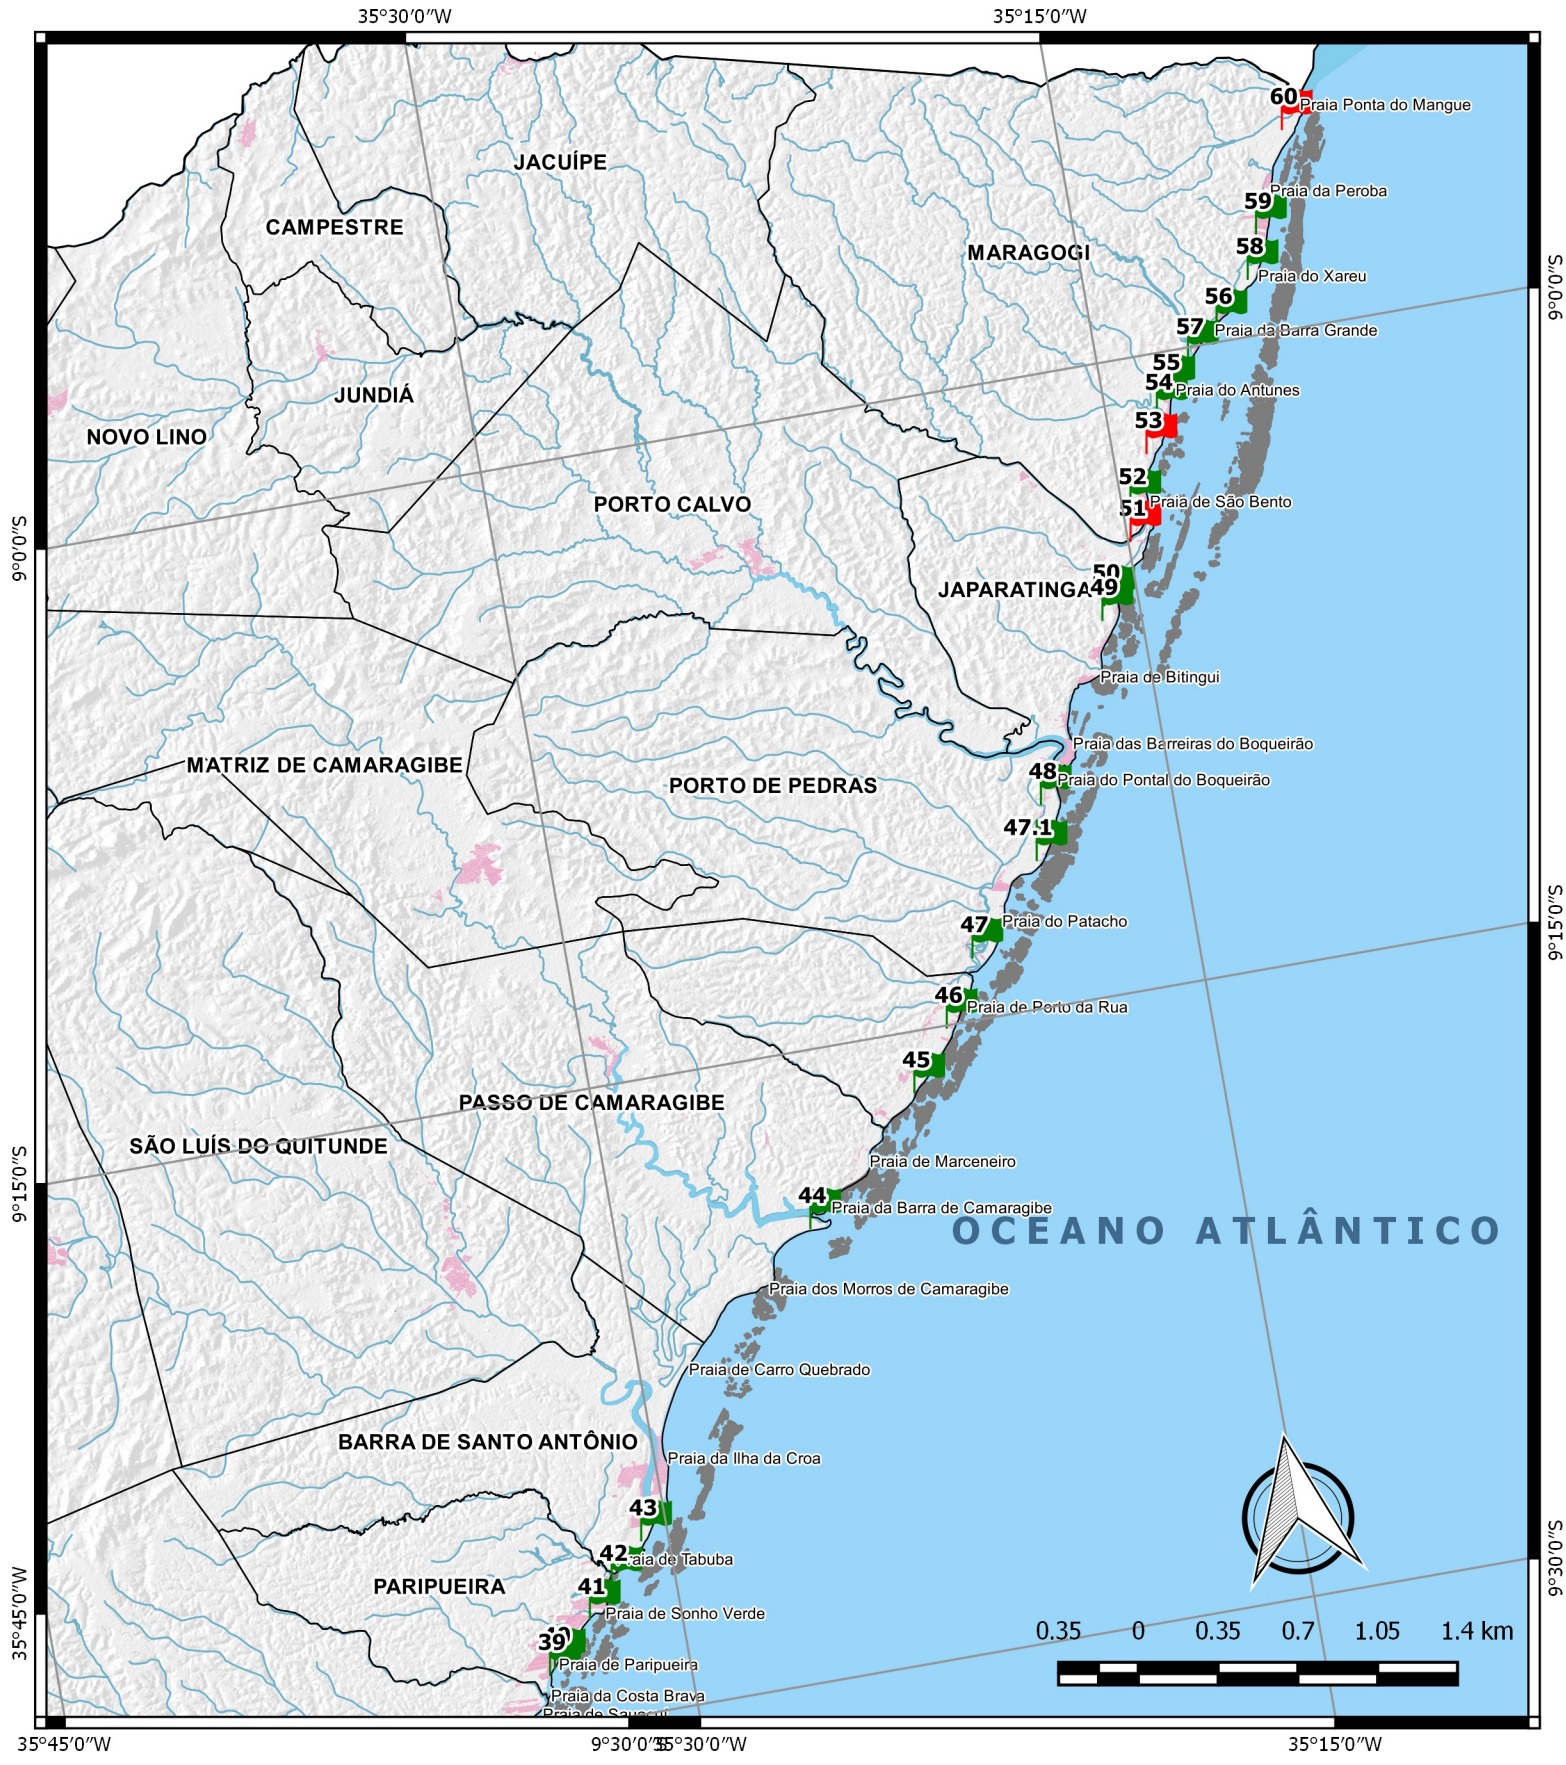 35°30′0″W
35°15′0″W
60
Praia Ponta do Mangue
JACUÍPE
Praia da Peroba
59
CAMPESTRE
MARAGOGI
58
Praia do Xareu
9°0′0″S
56
57
Praia da Barra Grande
55
54
Praia do Antunes
JUNDIÁ
53
NOVO LINO
52
Praia de São Bento
51
PORTO CALVO
9°0′0″S
50
JAPARATINGA
49
Praia de Bitingui
Praia das Barreiras do Boqueirão
MATRIZ DE CAMARAGIBE
48
Praia do Pontal do Boqueirão
PORTO DE PEDRAS
47.1
47
Praia do Patacho
9°15′0″S
46
Praia de Porto da Rua
45
PASSO DE CAMARAGIBE
SÃO LUÍS DO QUITUNDE
Praia de Marceneiro
9°15′0″S
44
Praia da Barra de Camaragibe
OCEANO ATLÂNTICO
Praia dos Morros de Camaragibe
Praia de Carro Quebrado
BARRA DE SANTO ANTÔNIO
Praia da Ilha da Croa
43
42
Praia de Tabuba
9°30′0″S
PARIPUEIRA
41
Praia de Sonho Verde
35°45′0″W
39
Praia de Paripueira
0.35 0 0.35 0.7 1.05 1.4 km
Praia da Costa Brava
35°45′0″W
9°30′0″S
35°30′0″W
35°15′0″W